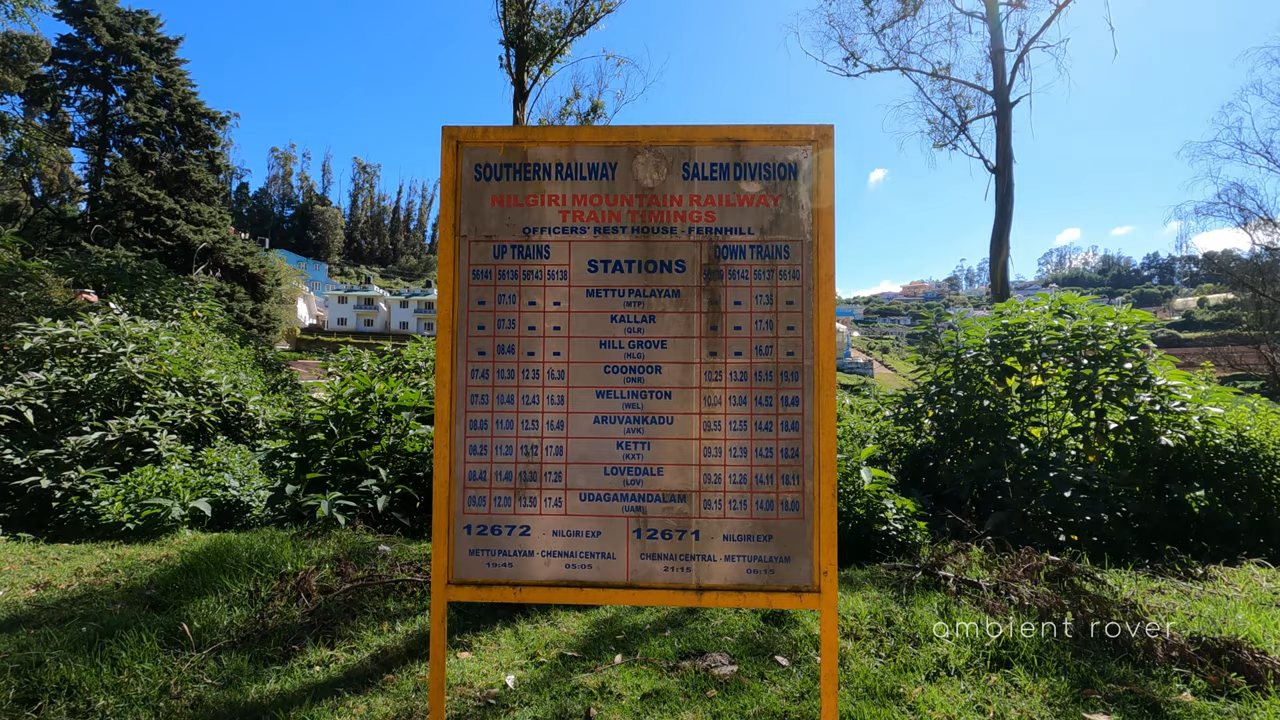 SOUTHERN RAILWAY SALEM DIVISION
NILGIRI MOUNTAIN RAILWAY
TRAIN TIMINGS
OFFICERS' REST HOUSE - FERNHILL
UP TRAINS STATIONS DOWN TRAINS
56141 56136 56143 56138 56142 56137 56140
- 07.10 - - METTU PALAYAM - 17.35 -
(MTP)
- 07.35 - - KALLAR - - 17.10 -
(QLR)
- 08.46 - - HILL GROVE - - 16.07 -
(HLG)
07.45 10.30 12.35 16.30 COONOOR 10.25 13.20 15.15 19.10
(ONR)
07.53 10.48 12.43 16.38 WELLINGTON 10.04 13.04 14.52 18.49
(WEL)
08.05 11.00 12.53 16.49 ARUVANKADU 09.55 12.55 14.42 18.40
(AVK)
08.25 11.20 13.12 17.08 KETTI 09.39 12.39 14.25 18.24
(KXT)
08.42 11.40 13.30 17.26 LOVEDALE 09.26 12.26 14.11 18.11
(LOV)
09.05 12.00 13.50 17.45 UDAGAMANDALAM 09.15 12.15 14.00 18.00
(UAM)
12672 - NILGIRI EXP 12671 - NILGIRI EXP
METTU PALAYAM - CHENNAI CENTRAL CHENNAI CENTRAL - METTUPALAYAM
19:45 05:05 21:15 06:15
ambient rover